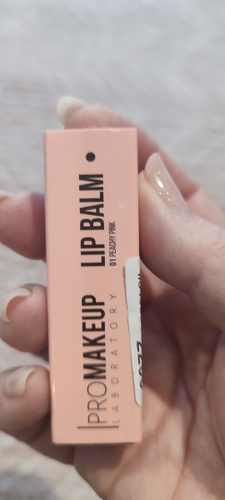 PROMAKEUP LIP BALM
LABORATORY 01 PEACHY PINK